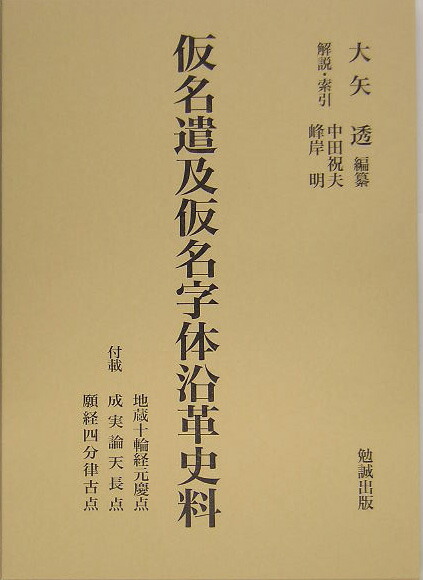 大矢透 編纂
解説・索引 中田祝夫
峰岸明
仮名遣及仮名字体沿革史料
付載
地蔵十輪経元慶点
成実論天長点
願経四分律古点
勉誠出版